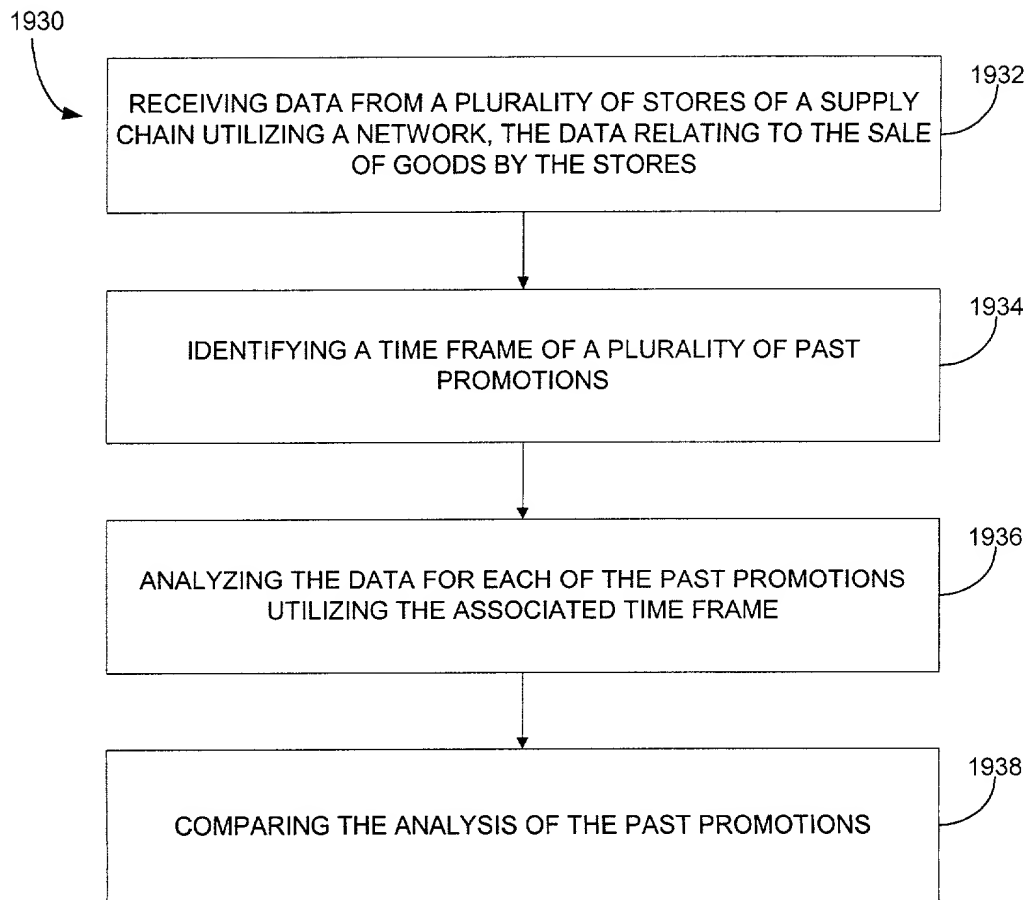 1930
1932
RECEIVING DATA FROM A PLURALITY OF STORES OF A SUPPLY
CHAIN UTILIZING A NETWORK, THE DATA RELATING TO THE SALE
OF GOODS BY THE STORES
1934
IDENTIFYING A TIME FRAME OF A PLURALITY OF PAST
PROMOTIONS
1936
ANALYZING THE DATA FOR EACH OF THE PAST PROMOTIONS
UTILIZING THE ASSOCIATED TIME FRAME
1938
COMPARING THE ANALYSIS OF THE PAST PROMOTIONS